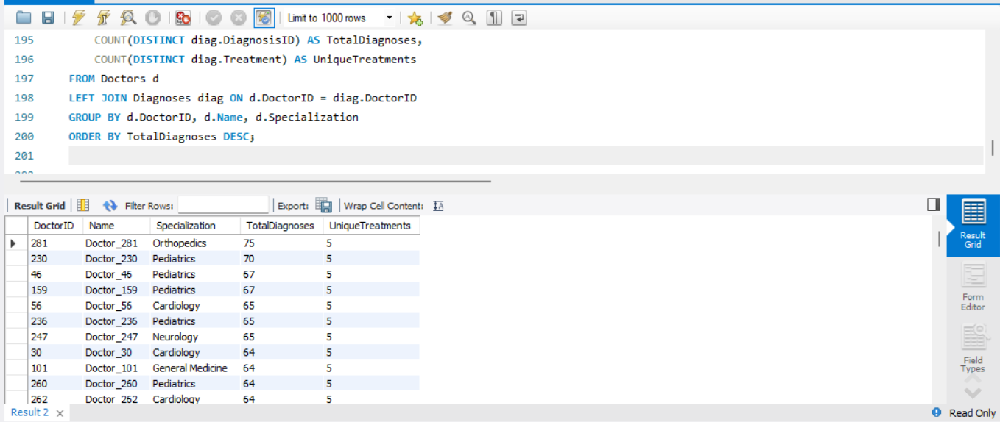 Limit to 1000 rows
195 COUNT(DISTINCT diag.DiagnosisID) AS TotalDiagnoses,
196 COUNT(DISTINCT diag.Treatment) AS UniqueTreatments
197 FROM Doctors d
198 LEFT JOIN Diagnoses diag ON d.DoctorID = diag.DoctorID
199 GROUP BY d.DoctorID, d.Name, d.Specialization
200 ORDER BY TotalDiagnoses DESC;
201
Result Grid Filter Rows: Export: Wrap Cell Content:
DoctorID Name Specialization TotalDiagnoses UniqueTreatments
281 Doctor_281 Orthopedics 75 5
230 Doctor_230 Pediatrics 70 5
46 Doctor_46 Pediatrics 67 5
159 Doctor_159 Pediatrics 67 5
56 Doctor_56 Cardiology 65 5
236 Doctor_236 Pediatrics 65 5
247 Doctor_247 Neurology 65 5
30 Doctor_30 Cardiology 64 5
101 Doctor_101 General Medicine 64 5
260 Doctor_260 Pediatrics 64 5
262 Doctor_262 Cardiology 64 5
Result
Grid
Form
Editor
Field
Types
Result 2
Read Only